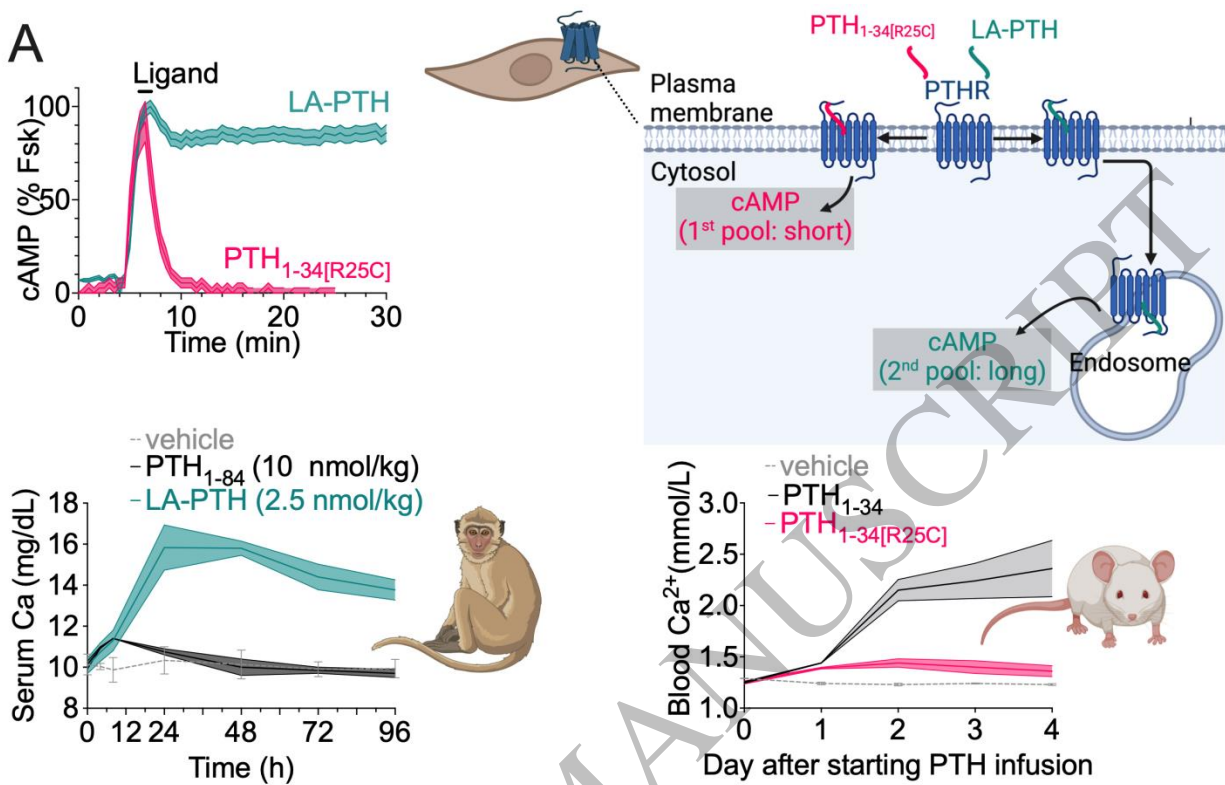 A
Ligand
LA-PTH
PTH1-34[R25C]
cAMP (% Fsk)
100
50
0
0 10 20 30
Time (min)
PTH1-34[R25C]
LA-PTH
Plasma
membrane
PTHR
Cytosol
cAMP
(1st pool: short)
cAMP
(2nd pool: long)
Endosome
vehicle
PTH1-84 (10 nmol/kg)
LA-PTH (2.5 nmol/kg)
Serum Ca (mg/dL)
18
16
14
12
10
8
0 12 24 48 72 96
Time (h)
vehicle
PTH1-34
PTH1-34[R25C]
Blood Ca2+(mmol/L)
3.0
2.5
2.0
1.5
1.0
0 1 2 3 4
Day after starting PTH infusion
MANUSCRIPT